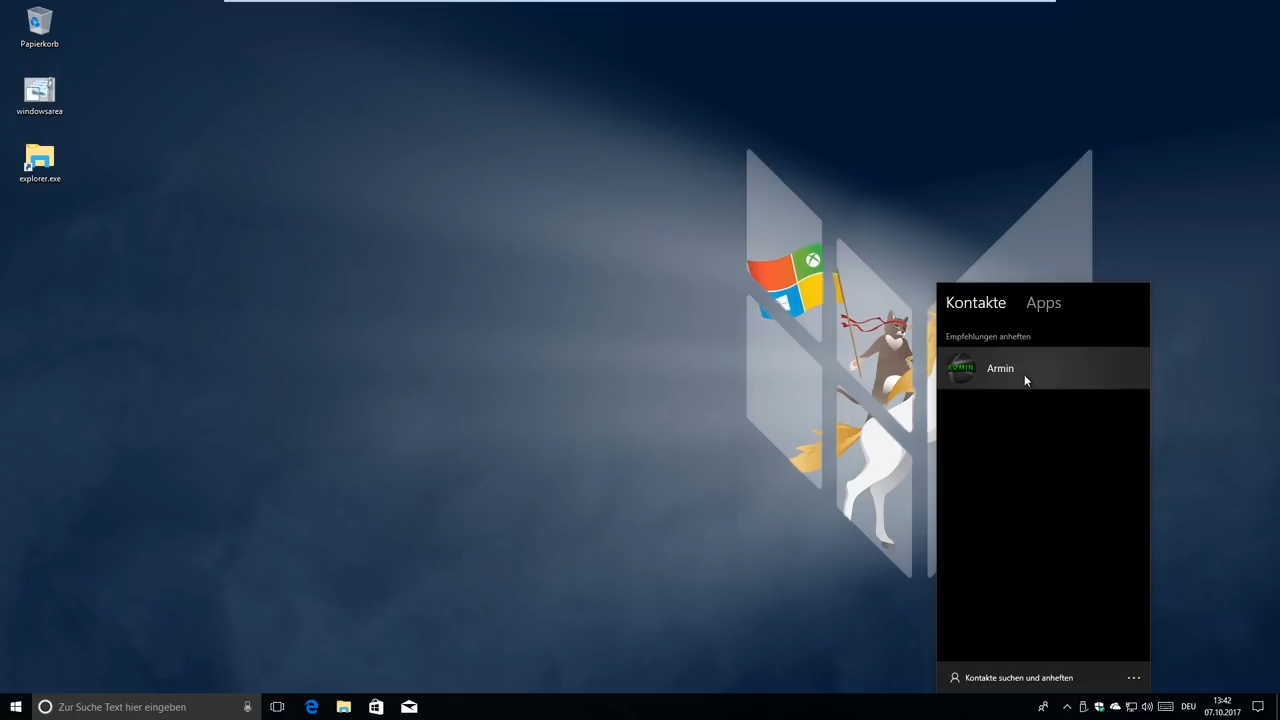 Papierkorb
windowsarea
explorer.exe
Kontakte Apps
Empfehlungen anheften
ARMIN
Armin
Kontakte suchen und anheften
Zur Suche Text hier eingeben
DEU
13:42
07.10.2017